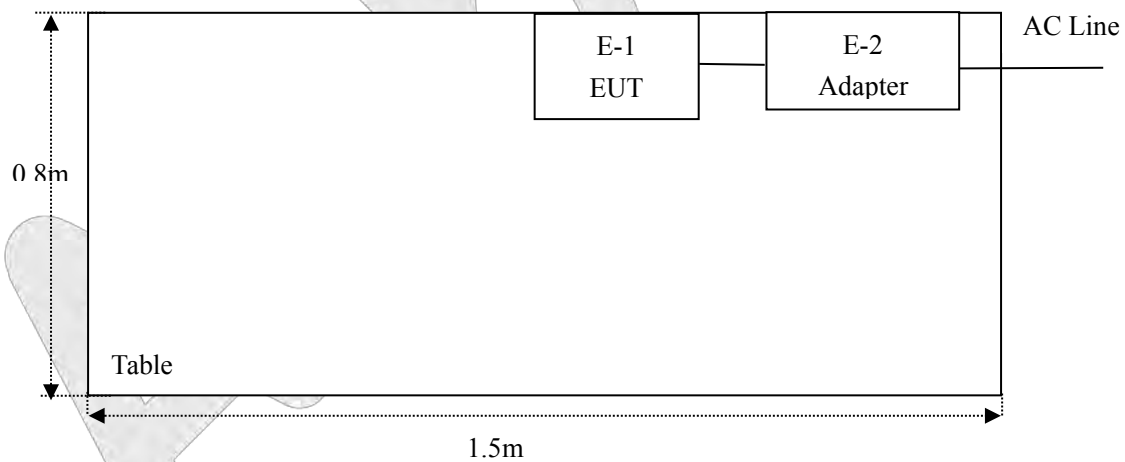 E-1
EUT
E-2
Adapter
AC Line
0.8m
Table
1.5m